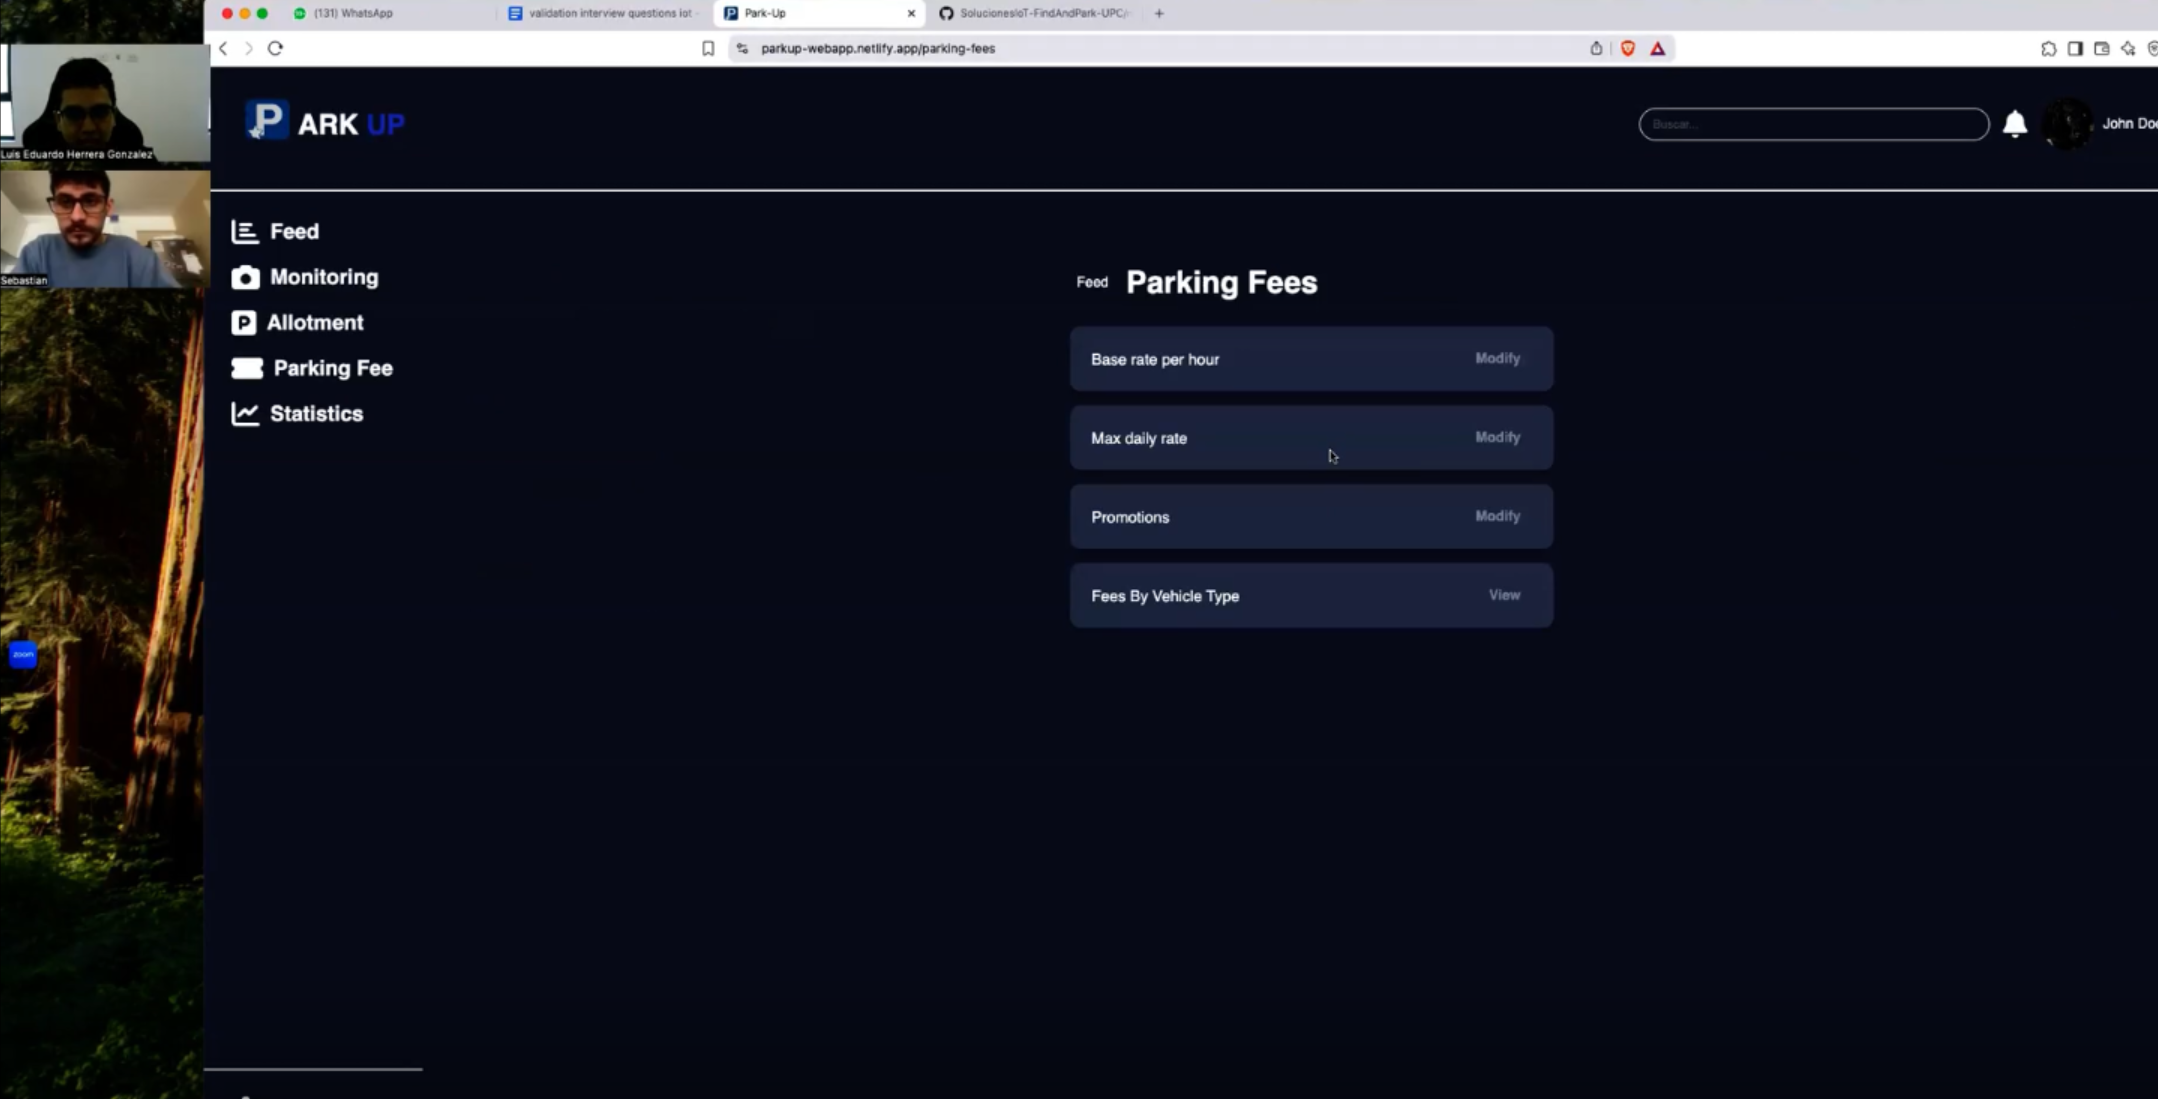 (131) WhatsApp
validation interview questions iot
Park-Up
SolucionesIoT-FindAndPark-UPC/
parkup-webapp.netlify.app/parking-fees
Luis Eduardo Herrera Gonzalez
Sebastian
zoom
P ARK UP
Buscar...
John Doe
Feed
Monitoring
P Allotment
Parking Fee
Statistics
Feed Parking Fees
Base rate per hour Modify
Max daily rate Modify
Promotions Modify
Fees By Vehicle Type View